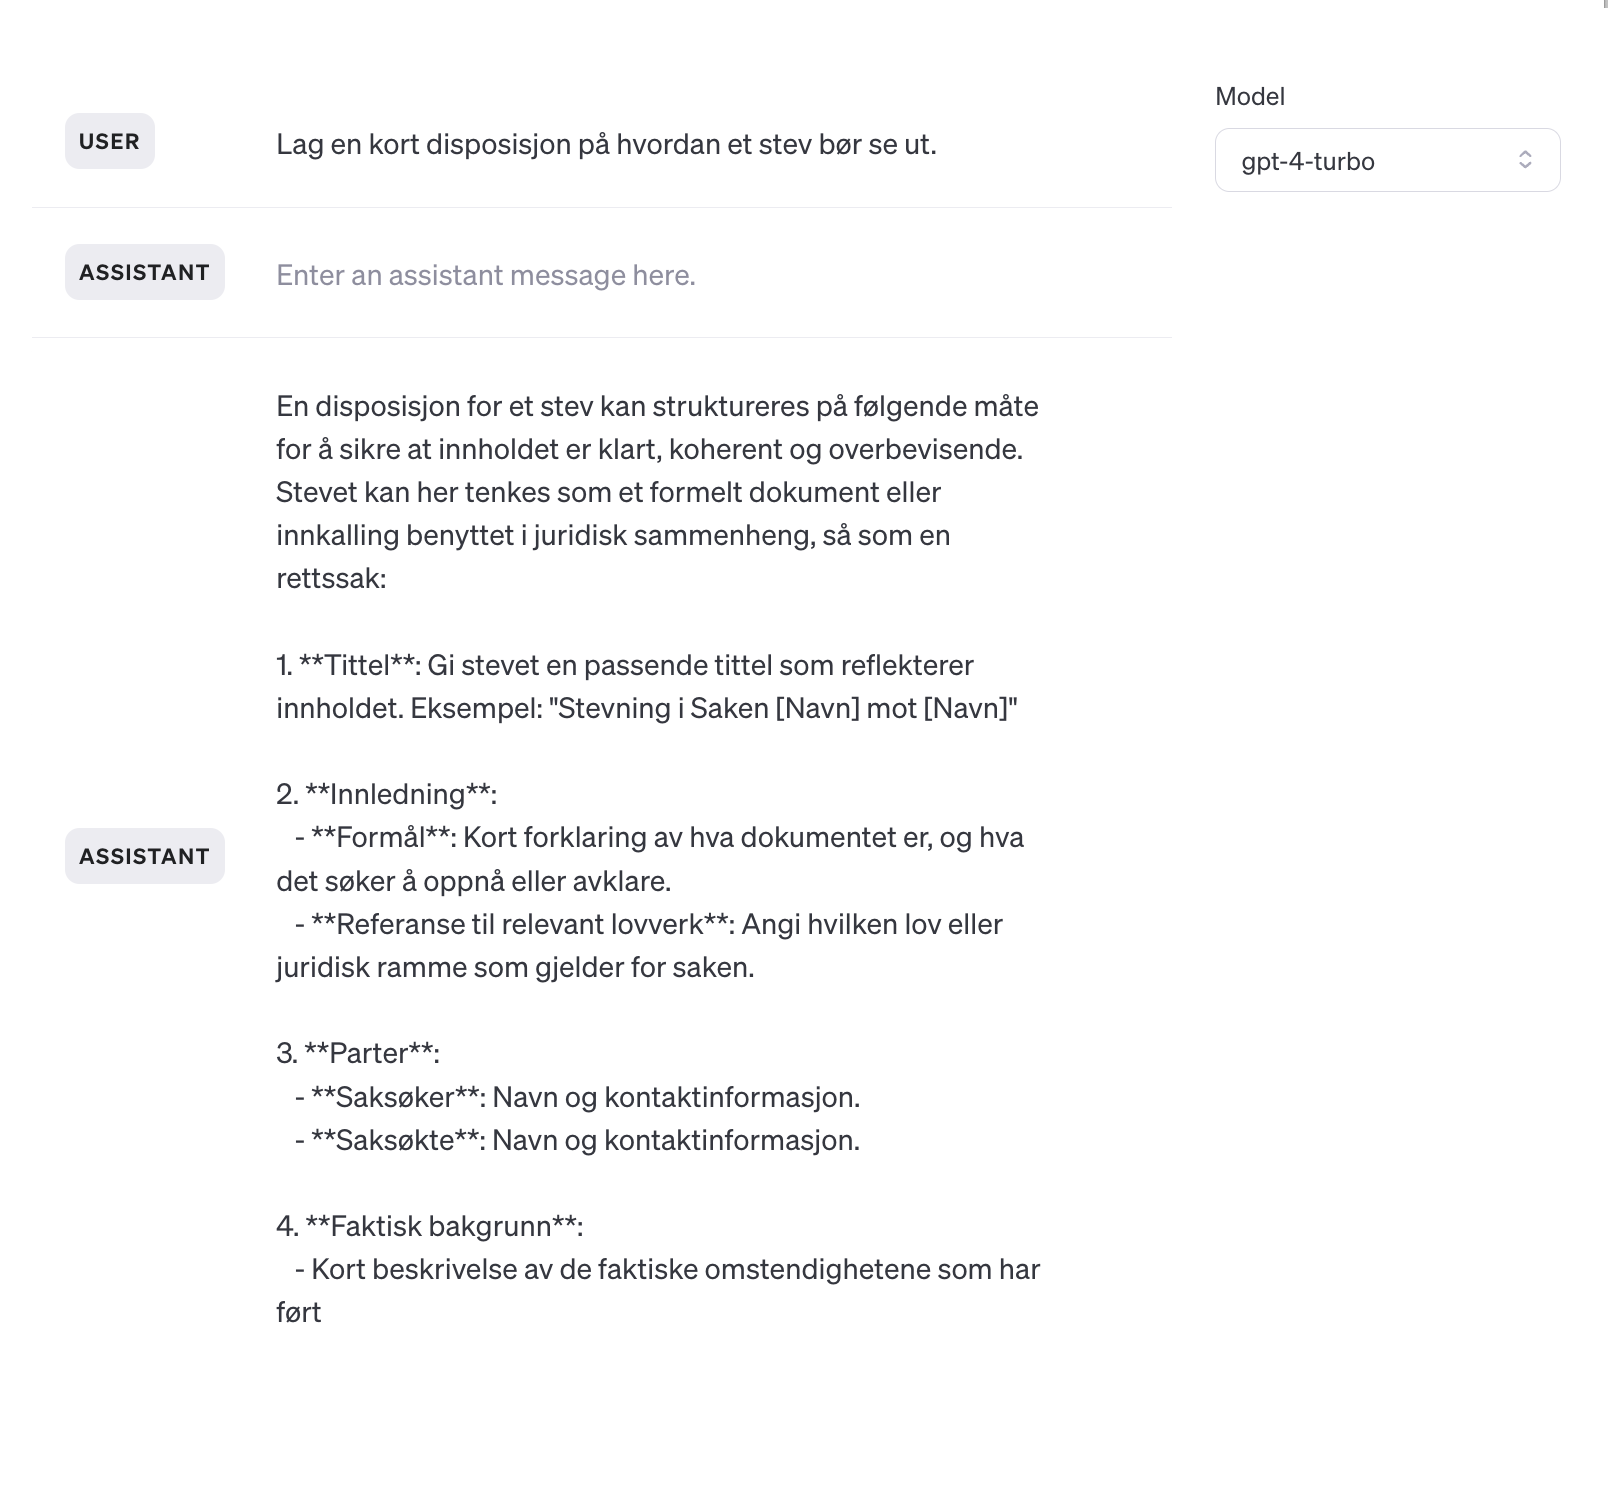 Model
USER
Lag en kort disposisjon på hvordan et stev bør se ut.
gpt-4-turbo
ASSISTANT
Enter an assistant message here.
ASSISTANT
En disposisjon for et stev kan struktureres på følgende måte
for å sikre at innholdet er klart, koherent og overbevisende.
Stevet kan her tenkes som et formelt dokument eller
innkalling benyttet i juridisk sammenheng, så som en
rettssak:
1. **Tittel**: Gi stevet en passende tittel som reflekterer
innholdet. Eksempel: "Stevning i Saken [Navn] mot [Navn]"
2. **Innledning**:
- **Formål**: Kort forklaring av hva dokumentet er, og hva
det søker å oppnå eller avklare.
- **Referanse til relevant lovverk**: Angi hvilken lov eller
juridisk ramme som gjelder for saken.
3. **Parter**:
- **Saksøker**: Navn og kontaktinformasjon.
- **Saksøkte**: Navn og kontaktinformasjon.
4. **Faktisk bakgrunn**:
- Kort beskrivelse av de faktiske omstendighetene som har
ført